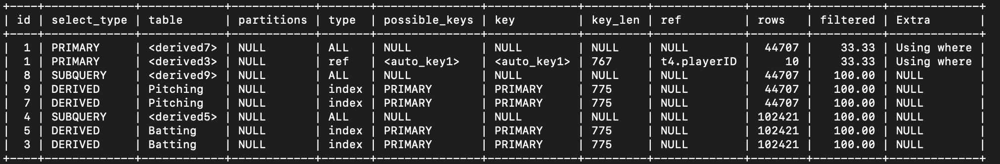 +----+-------------+------------+------------+-------+---------------+-------------+---------+-------------+--------+----------+-------------+
| id | select_type | table      | partitions | type  | possible_keys | key         | key_len | ref         | rows   | filtered | Extra       |
+----+-------------+------------+------------+-------+---------------+-------------+---------+-------------+--------+----------+-------------+
|  1 | PRIMARY     | <derived7> | NULL       | ALL   | NULL          | NULL        | NULL    | NULL        |  44707 |    33.33 | Using where |
|  1 | PRIMARY     | <derived3> | NULL       | ref   | <auto_key1>   | <auto_key1> | 767     | t4.playerID |     10 |    33.33 | Using where |
|  8 | SUBQUERY    | <derived9> | NULL       | ALL   | NULL          | NULL        | NULL    | NULL        |  44707 |   100.00 | NULL        |
|  9 | DERIVED     | Pitching   | NULL       | index | PRIMARY       | PRIMARY     | 775     | NULL        |  44707 |   100.00 | NULL        |
|  7 | DERIVED     | Pitching   | NULL       | index | PRIMARY       | PRIMARY     | 775     | NULL        |  44707 |   100.00 | NULL        |
|  4 | SUBQUERY    | <derived5> | NULL       | ALL   | NULL          | NULL        | NULL    | NULL        | 102421 |   100.00 | NULL        |
|  5 | DERIVED     | Batting    | NULL       | index | PRIMARY       | PRIMARY     | 775     | NULL        | 102421 |   100.00 | NULL        |
|  3 | DERIVED     | Batting    | NULL       | index | PRIMARY       | PRIMARY     | 775     | NULL        | 102421 |   100.00 | NULL        |
+----+-------------+------------+------------+-------+---------------+-------------+---------+-------------+--------+----------+-------------+